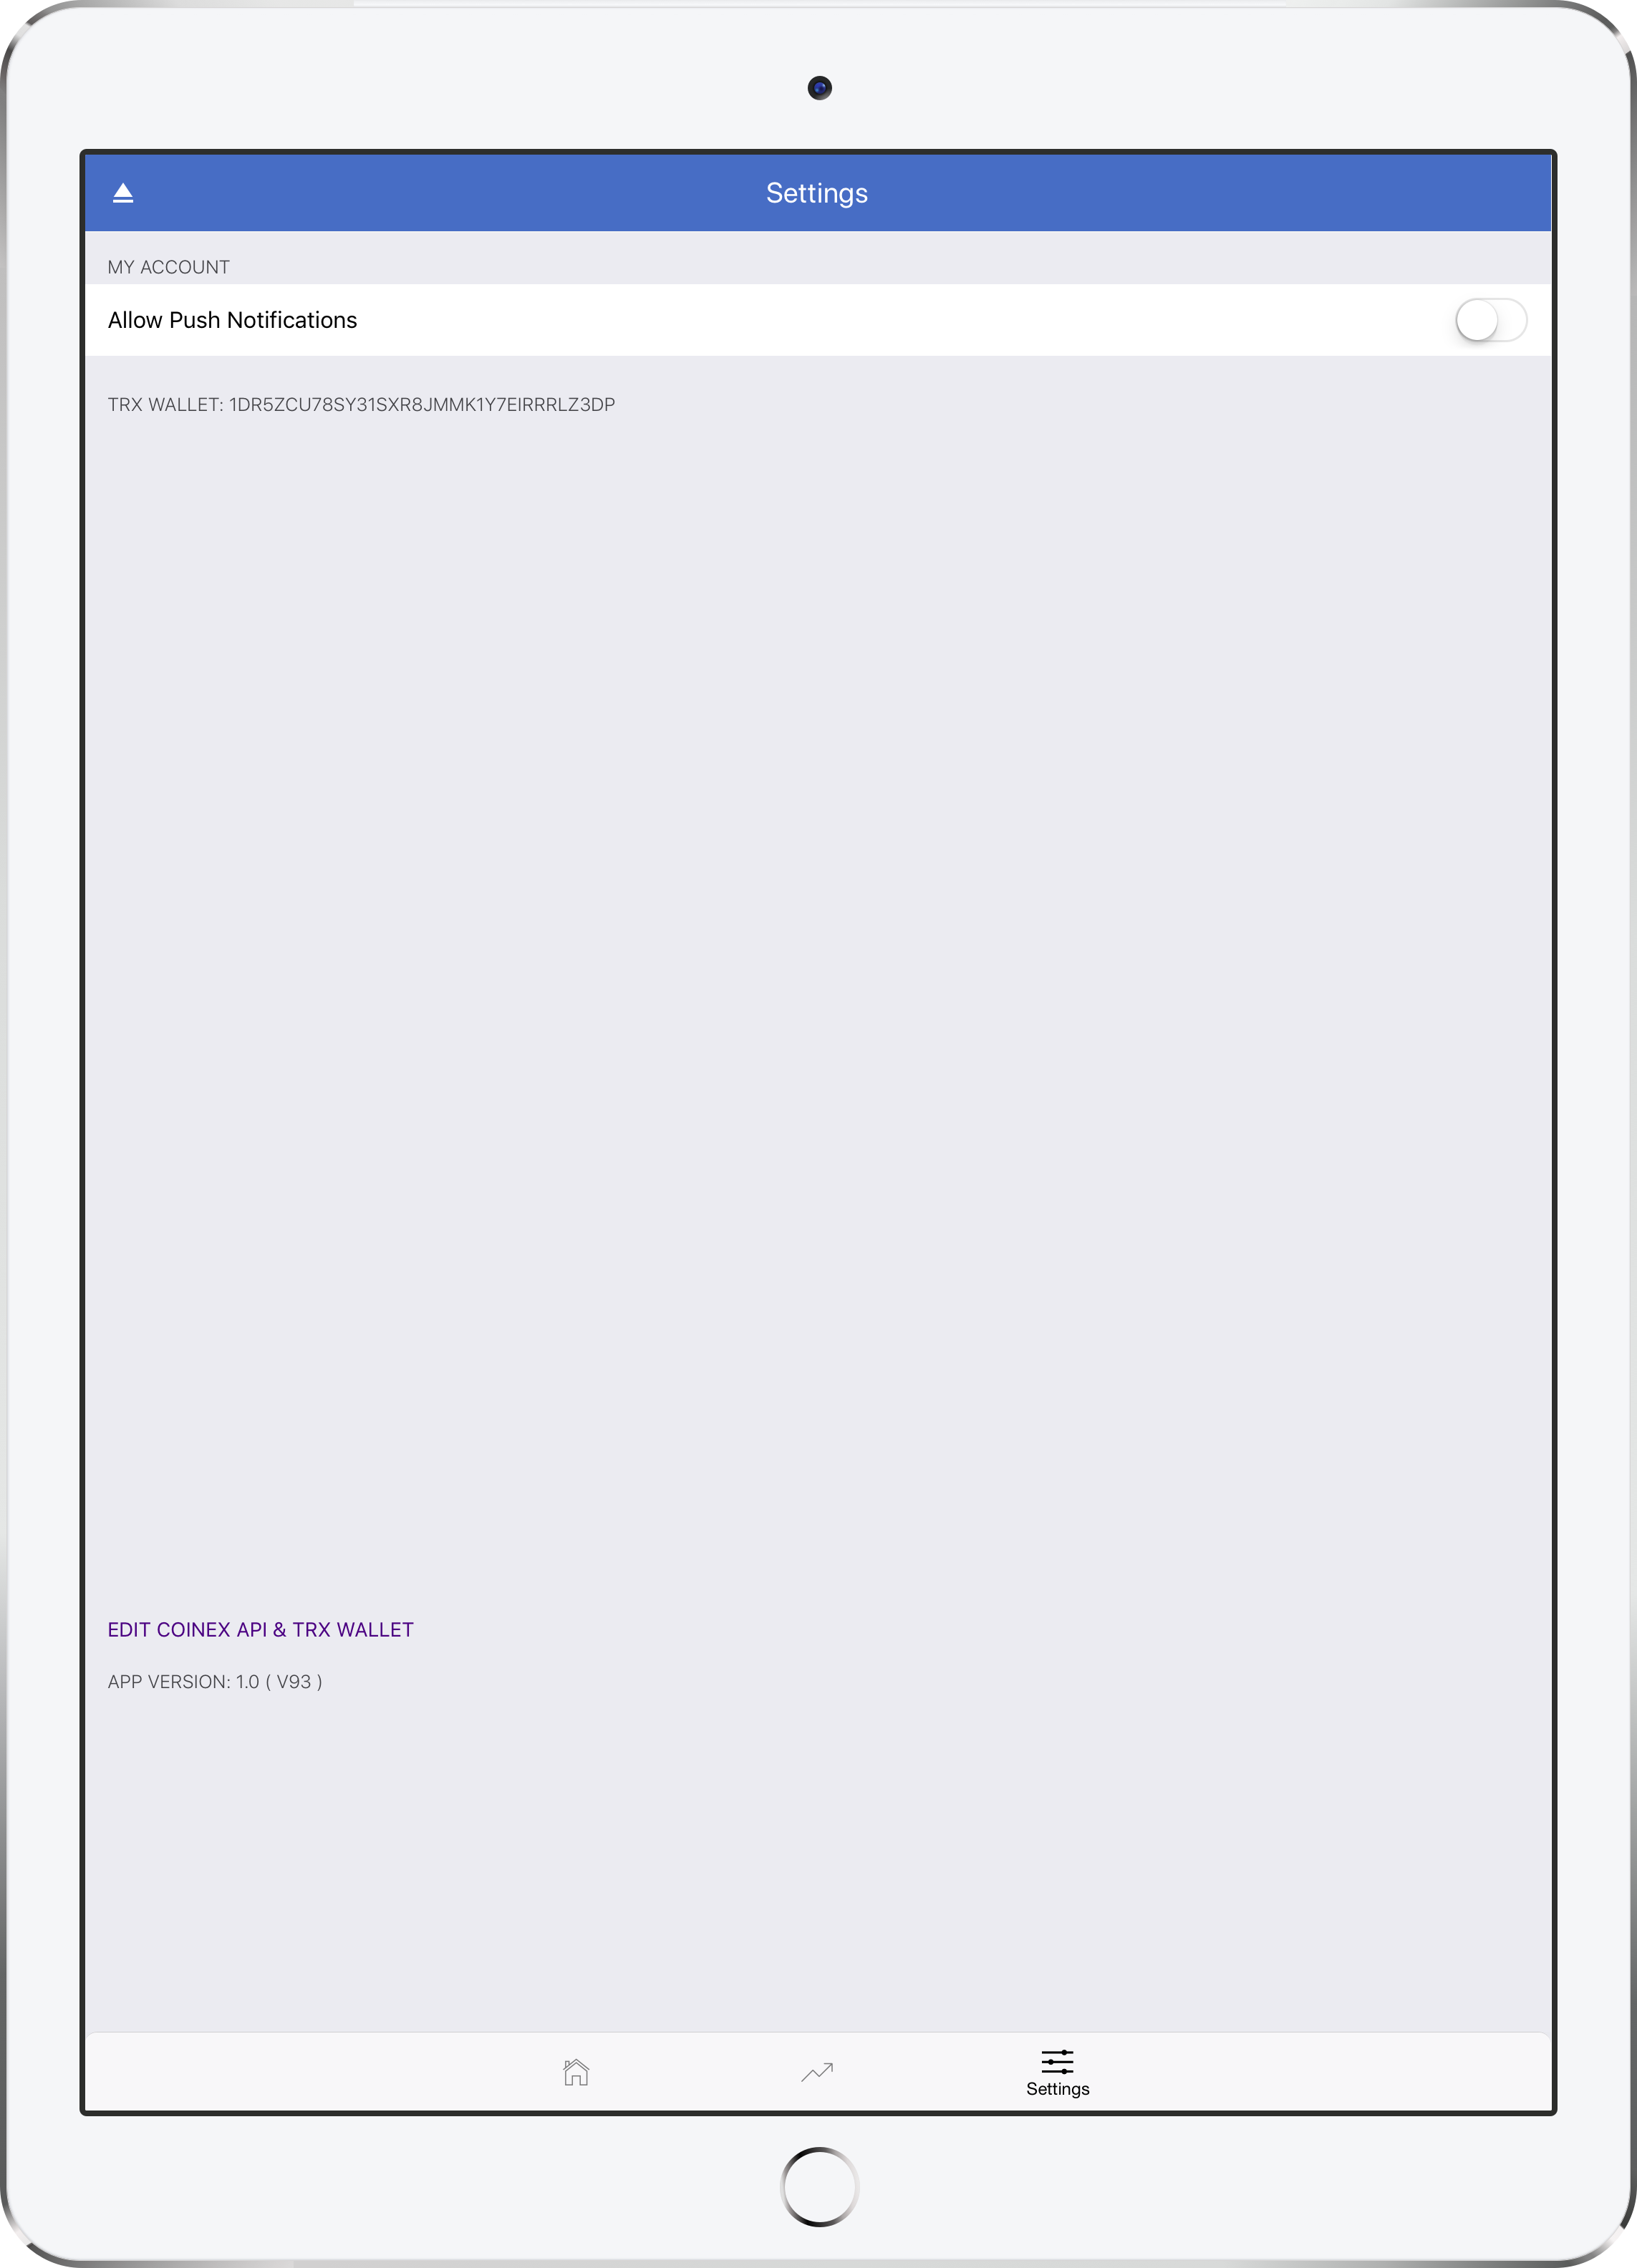 Settings
MY ACCOUNT
Allow Push Notifications
TRX WALLET: 1DR5ZCU78SY31SXR8JMMK1Y7EIRRRLZ3DP
EDIT COINEX API & TRX WALLET
APP VERSION: 1.0 ( V93 )
Settings